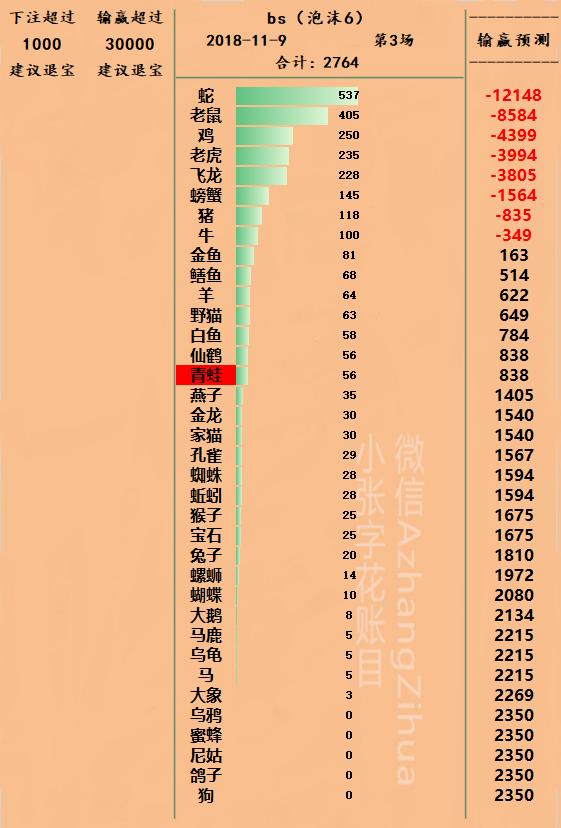 下注超过 输赢超过
1000 30000
建议退宝 建议退宝
bs（泡沫6）
2018-11-9 第3场
合计: 2764
输赢预测
蛇 537 -12148
老鼠 405 -8584
鸡 250 -4399
老虎 235 -3994
飞龙 228 -3805
螃蟹 145 -1564
猪 118 -835
牛 100 -349
金鱼 81 163
鳝鱼 68 514
羊 64 622
野猫 63 649
白鱼 58 784
仙鹤 56 838
青蛙 56 838
燕子 35 1405
金龙 30 1540
家猫 30 1540
孔雀 29 1567
蜘蛛 28 1594
蚯蚓 28 1594
猴子 25 1675
宝石 25 1675
兔子 20 1810
螺蛳 14 1972
蝴蝶 10 2080
大鹅 8 2134
马鹿 5 2215
乌龟 5 2215
马 5 2215
大象 3 2269
乌鸦 0 2350
蜜蜂 0 2350
尼姑 0 2350
鸽子 0 2350
狗 0 2350
微信AzhangZihua
小张字花账目